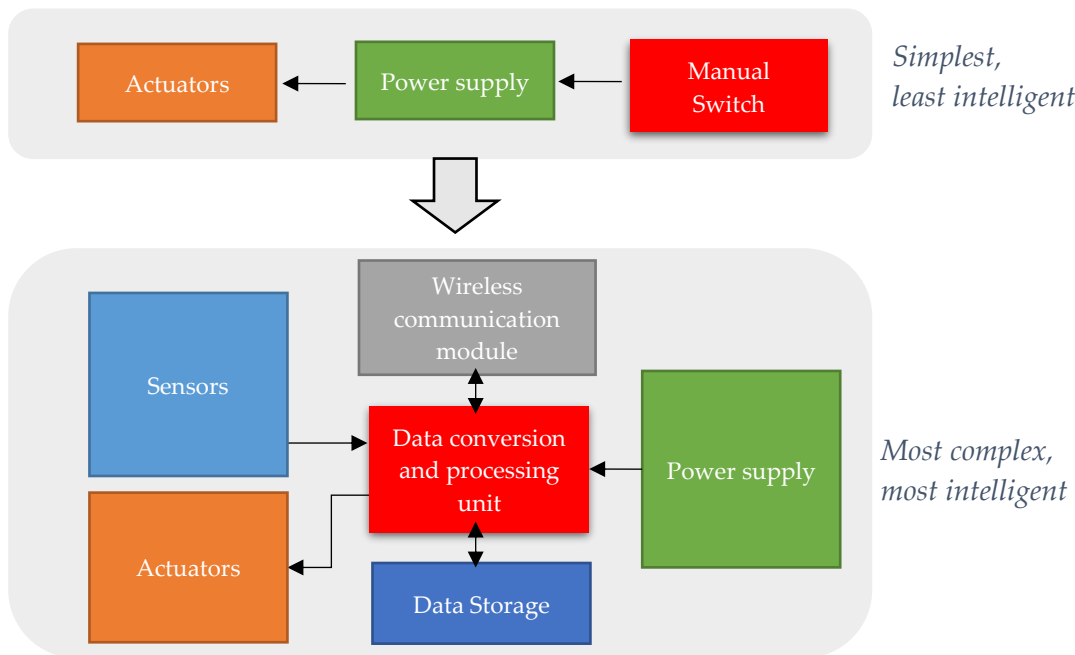 Actuators
Power supply
Manual
Switch
Simplest,
least intelligent
Wireless
communication
module
Sensors
Data conversion
and processing
unit
Power supply
Most complex,
most intelligent
Actuators
Data Storage